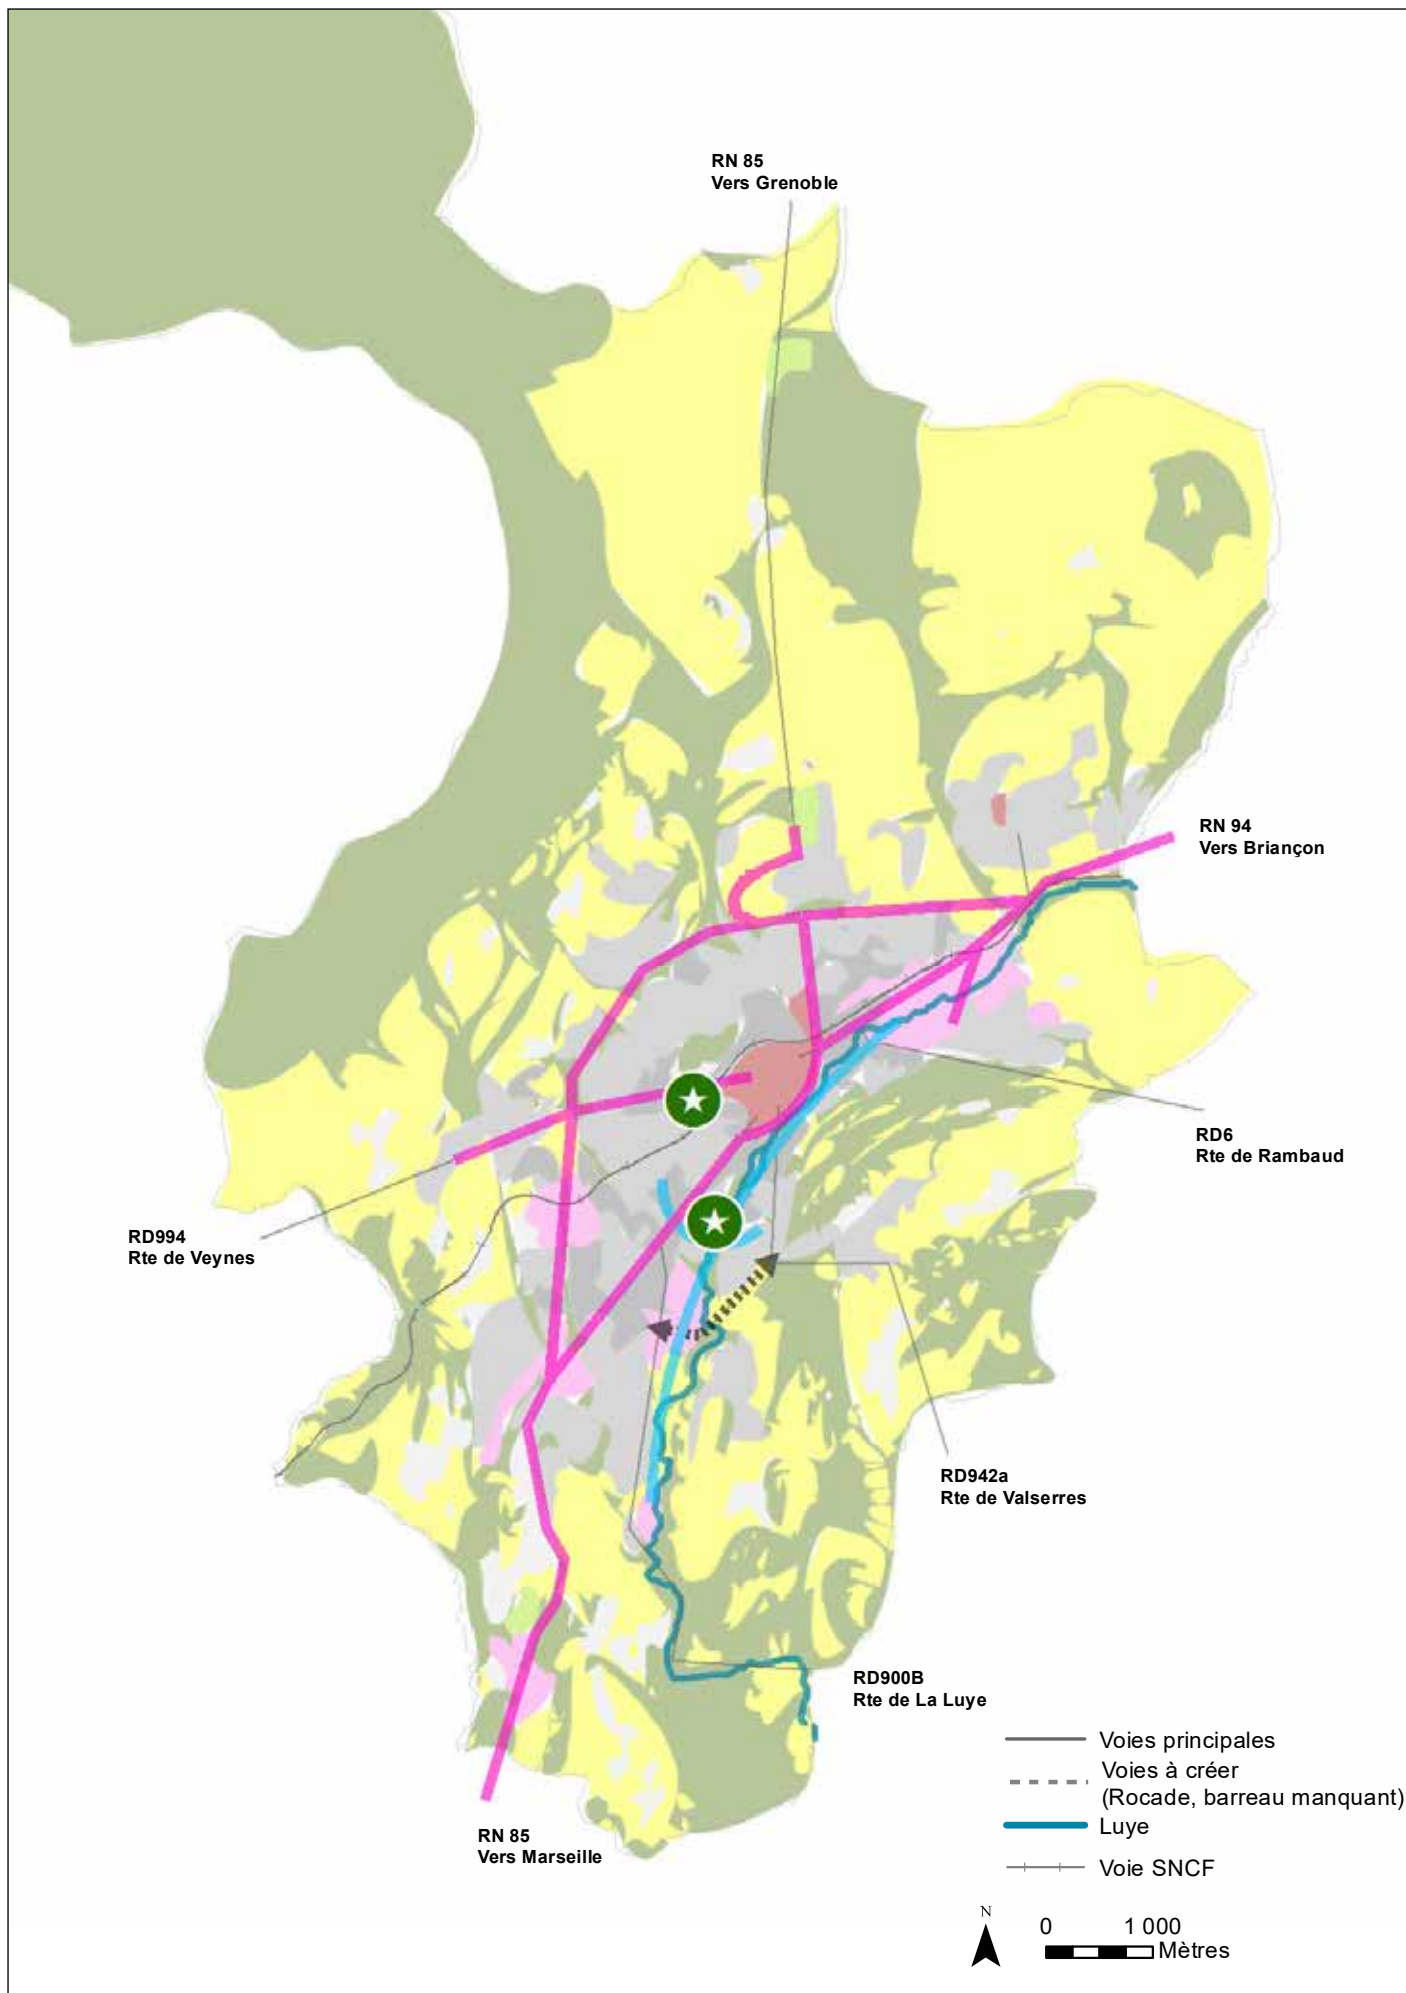 RN 85
Vers Grenoble
RN 94
Vers Briançon
RD6
Rte de Rambaud
RD994
Rte de Veynes
RD942a
Rte de Valserres
RD900B
Rte de La Luye
RN 85
Vers Marseille
Voies principales
Voies à créer
(Rocade, barreau manquant)
Luye
Voie SNCF
N
0 1 000
Mètres